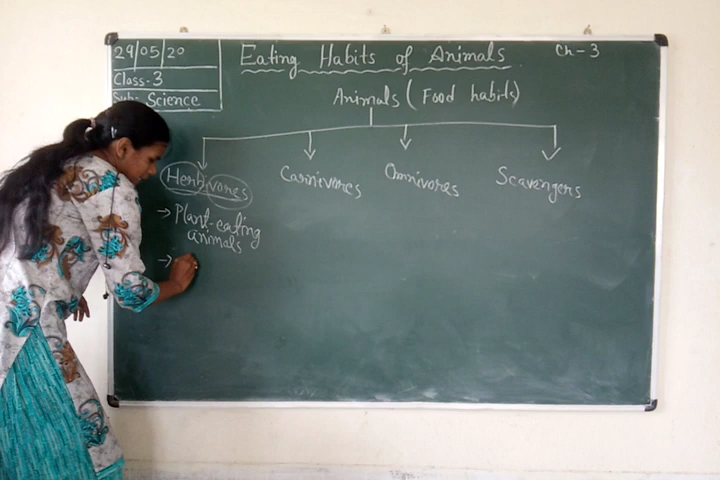 29/05/20
Class-3
Sub: Science
Eating Habits of Animals
Ch-3
Animals (Food habits)
Herbivores
Carnivores
Omnivores
Scavengers
→ Plant-eating
animals
→